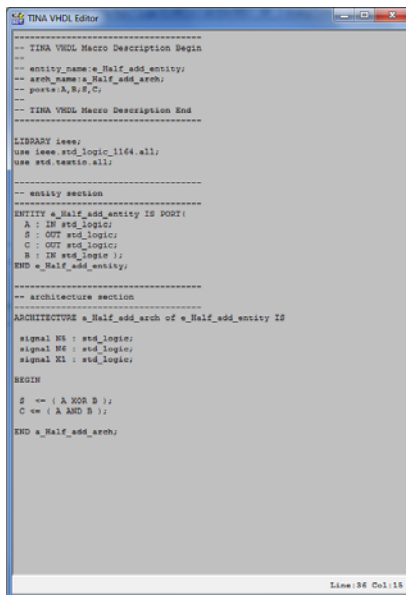 TINA VHDL Editor
----------------------------------
-- TINA VHDL Macro Description Begin
--
-- entity_name:e_Half_add_entity;
-- arch_name:a_Half_add_arch;
-- ports:A,B;S,C;
--
-- TINA VHDL Macro Description End
----------------------------------
LIBRARY ieee;
use ieee.std_logic_1164.all;
use std.textio.all;
----------------------------------
-- entity section
----------------------------------
ENTITY e_Half_add_entity IS PORT(
A : IN std_logic;
S : OUT std_logic;
C : OUT std_logic;
B : IN std_logic );
END e_Half_add_entity;
----------------------------------
-- architecture section
----------------------------------
ARCHITECTURE a_Half_add_arch of e_Half_add_entity IS
signal N5 : std_logic;
signal N6 : std_logic;
signal X1 : std_logic;
BEGIN
S <= ( A XOR B );
C <= ( A AND B );
END a_Half_add_arch;
Line:36 Col:15